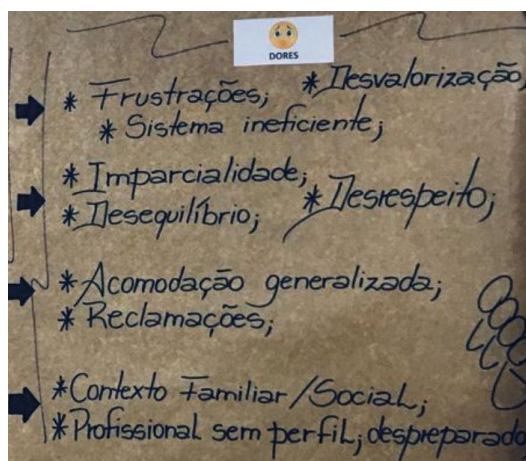 DORES
* Frustrações; * Desvalorização
* Sistema ineficiente;
* Imparcialidade;
* Desequilíbrio; * Desrespeito;
* Acomodação generalizada;
* Reclamações;
* Contexto Familiar/Social;
* Profissional sem perfil; despreparado